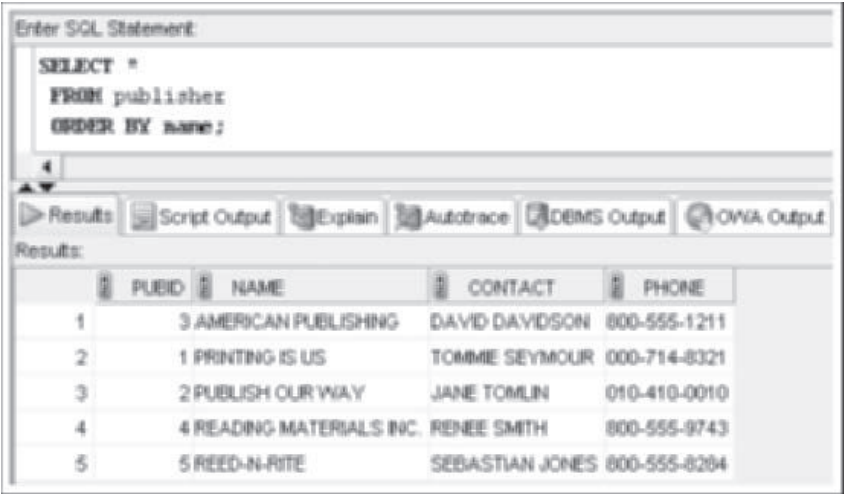 Enter SQL Statement:
SELECT *
FROM publisher
ORDER BY name;
Results Script Output Explain Autotrace DBMS Output OWA Output
Results:
PUBID NAME CONTACT PHONE
1 3 AMERICAN PUBLISHING DAVID DAVIDSON 800-555-1211
2 1 PRINTING IS US TOMMIE SEYMOUR 000-714-8321
3 2 PUBLISH OUR WAY JANE TOMLIN 010-410-0010
4 4 READING MATERIALS INC. RENEE SMITH 800-555-9743
5 5 REED-N-RITE SEBASTIAN JONES 800-555-8284